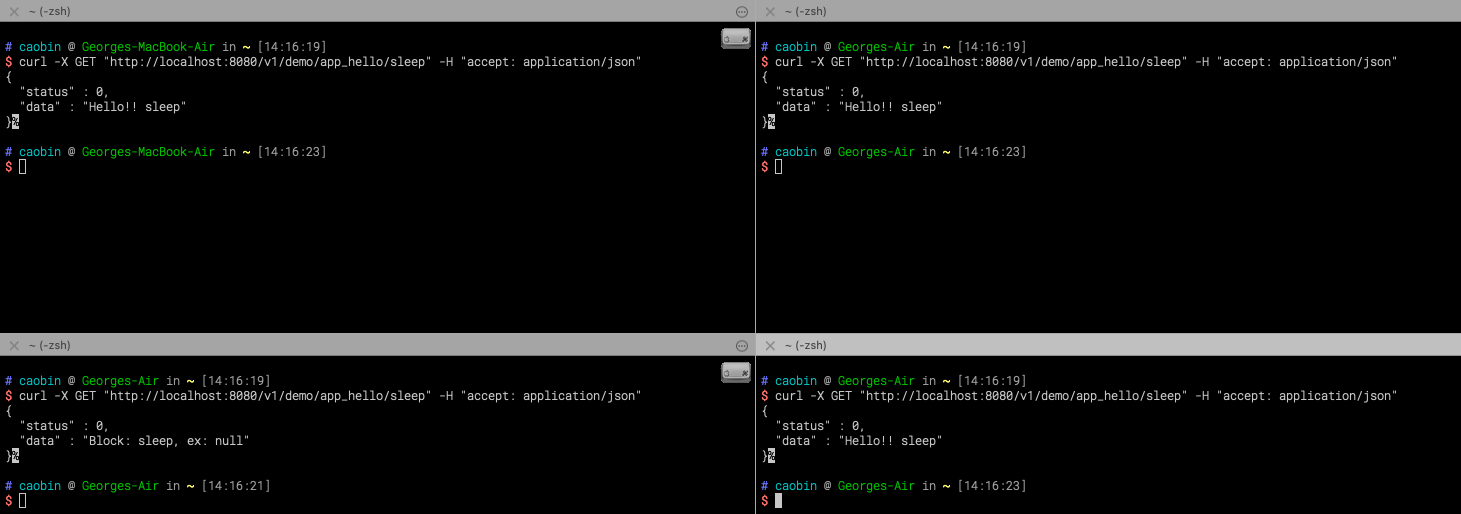 ~ (-zsh)
# caobin @ Georges-MacBook-Air in ~ [14:16:19]
$ curl -X GET "http://localhost:8080/v1/demo/app_hello/sleep" -H "accept: application/json"
{
  "status" : 0,
  "data" : "Hello!! sleep"
}%
# caobin @ Georges-MacBook-Air in ~ [14:16:23]
$
~ (-zsh)
# caobin @ Georges-Air in ~ [14:16:19]
$ curl -X GET "http://localhost:8080/v1/demo/app_hello/sleep" -H "accept: application/json"
{
  "status" : 0,
  "data" : "Hello!! sleep"
}%
# caobin @ Georges-Air in ~ [14:16:23]
$
~ (-zsh)
# caobin @ Georges-Air in ~ [14:16:19]
$ curl -X GET "http://localhost:8080/v1/demo/app_hello/sleep" -H "accept: application/json"
{
  "status" : 0,
  "data" : "Block: sleep, ex: null"
}%
# caobin @ Georges-Air in ~ [14:16:21]
$
~ (-zsh)
# caobin @ Georges-Air in ~ [14:16:19]
$ curl -X GET "http://localhost:8080/v1/demo/app_hello/sleep" -H "accept: application/json"
{
  "status" : 0,
  "data" : "Hello!! sleep"
}%
# caobin @ Georges-Air in ~ [14:16:23]
$